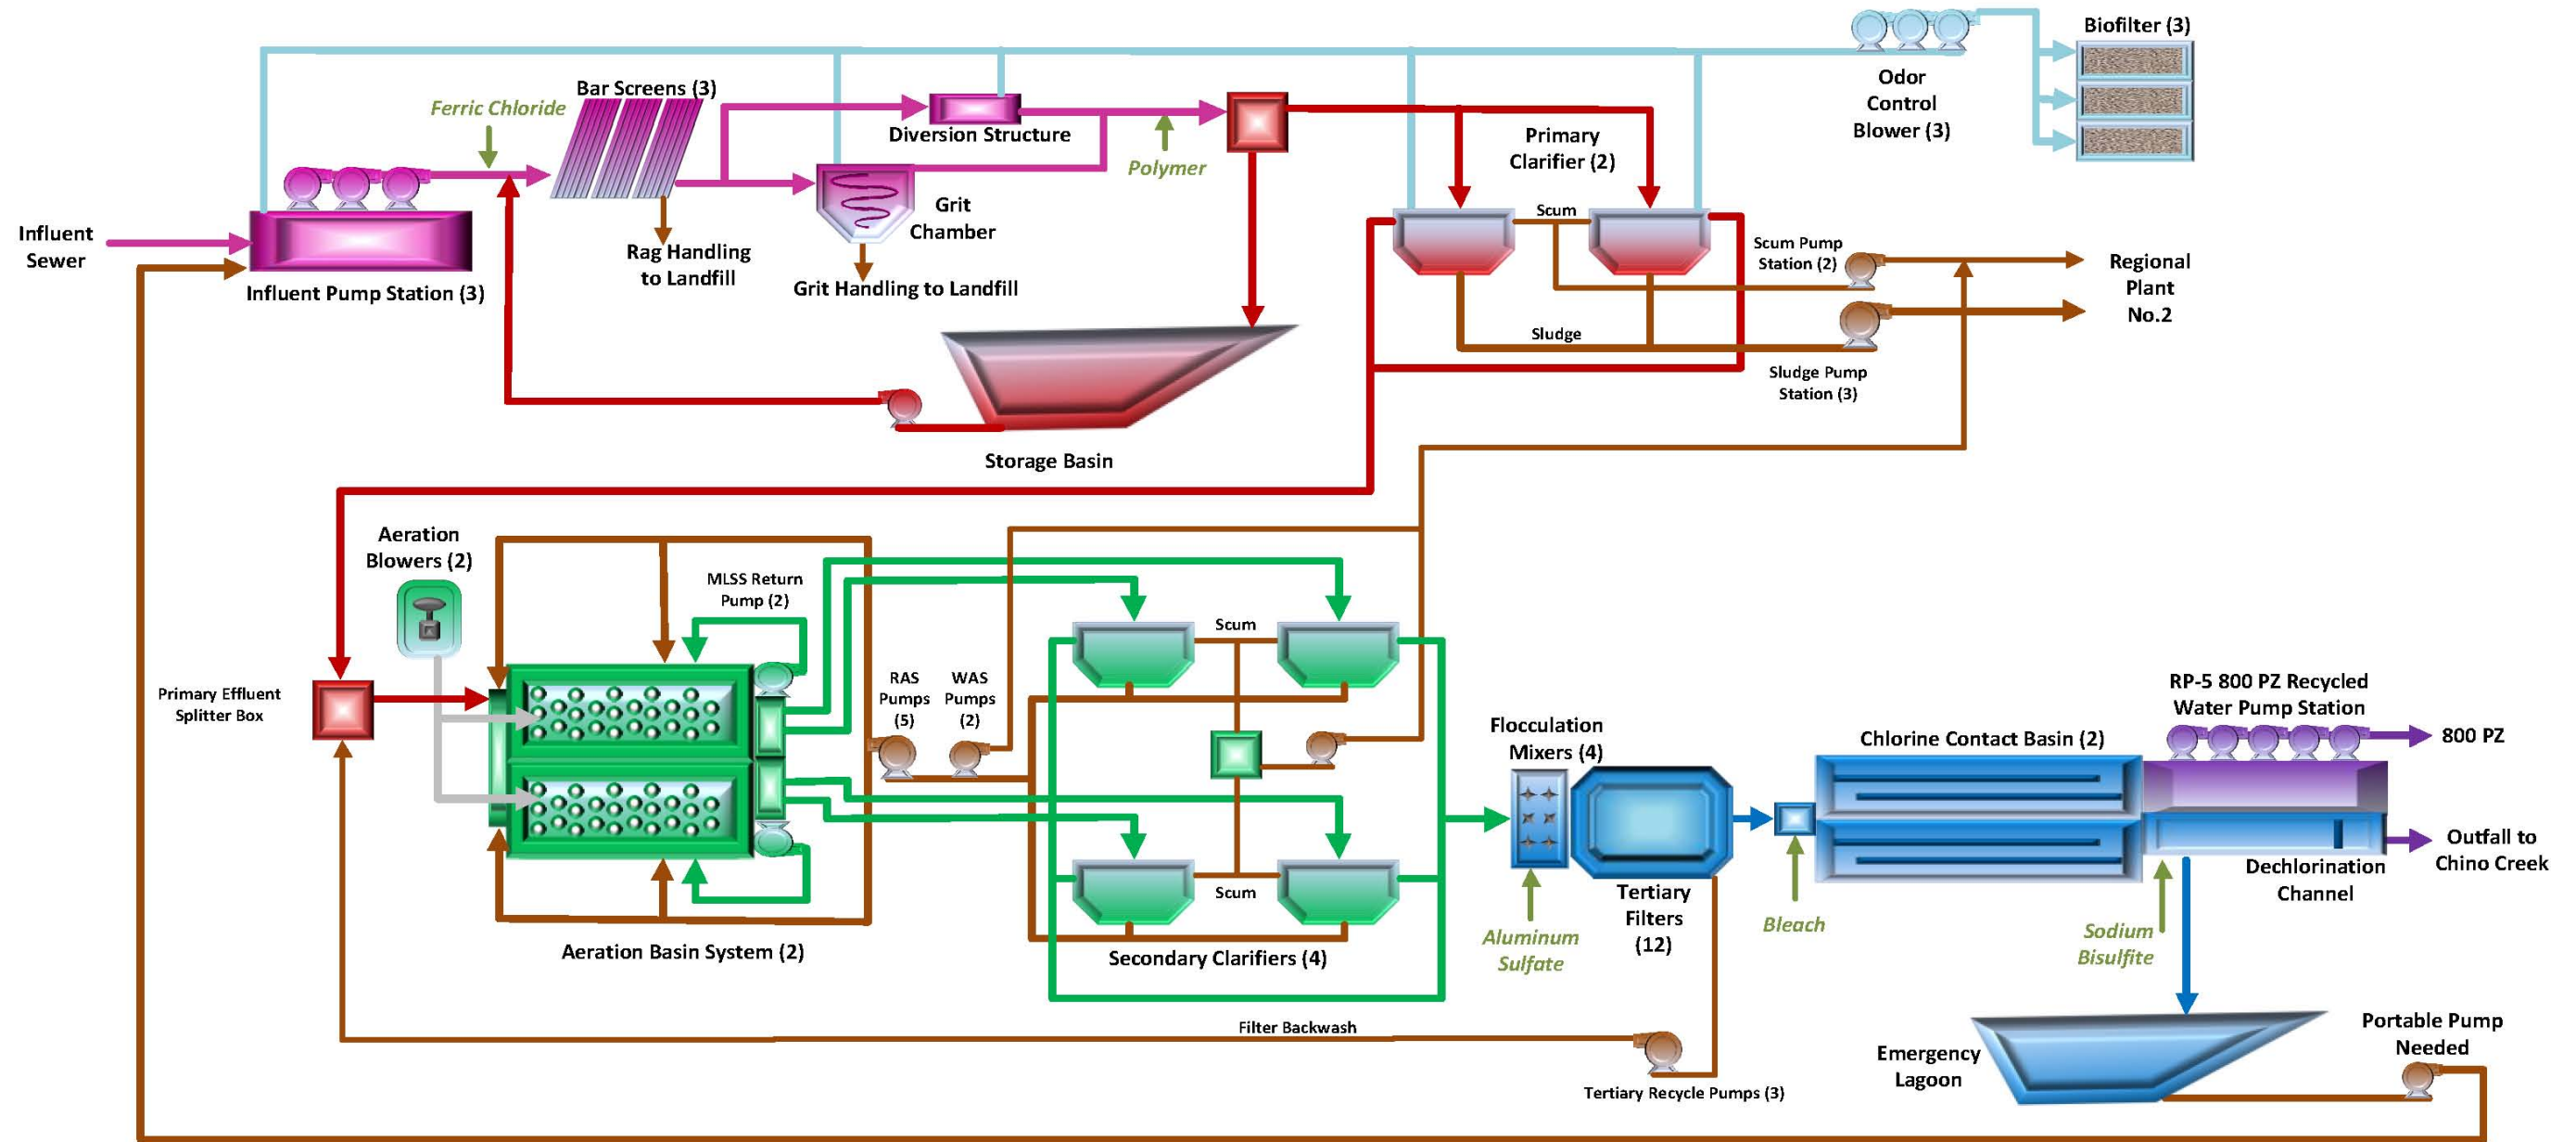 Biofilter (3)
Odor
Control
Blower (3)
Bar Screens (3)
Ferric Chloride
Diversion Structure
Polymer
Primary
Clarifier (2)
Grit
Chamber
Scum
Influent
Sewer
Rag Handling
to Landfill
Scum Pump
Station (2)
Regional
Plant
No.2
Influent Pump Station (3)
Grit Handling to Landfill
Sludge
Sludge Pump
Station (3)
Storage Basin
Aeration
Blowers (2)
MLSS Return
Pump (2)
Scum
Primary Effluent
Splitter Box
RAS
Pumps
(5)
WAS
Pumps
(2)
Flocculation
Mixers (4)
RP-5 800 PZ Recycled
Water Pump Station
Chlorine Contact Basin (2)
800 PZ
Outfall to
Chino Creek
Dechlorination
Channel
Scum
Tertiary
Filters
(12)
Bleach
Aluminum
Sulfate
Sodium
Bisulfite
Aeration Basin System (2)
Secondary Clarifiers (4)
Filter Backwash
Portable Pump
Needed
Emergency
Lagoon
Tertiary Recycle Pumps (3)